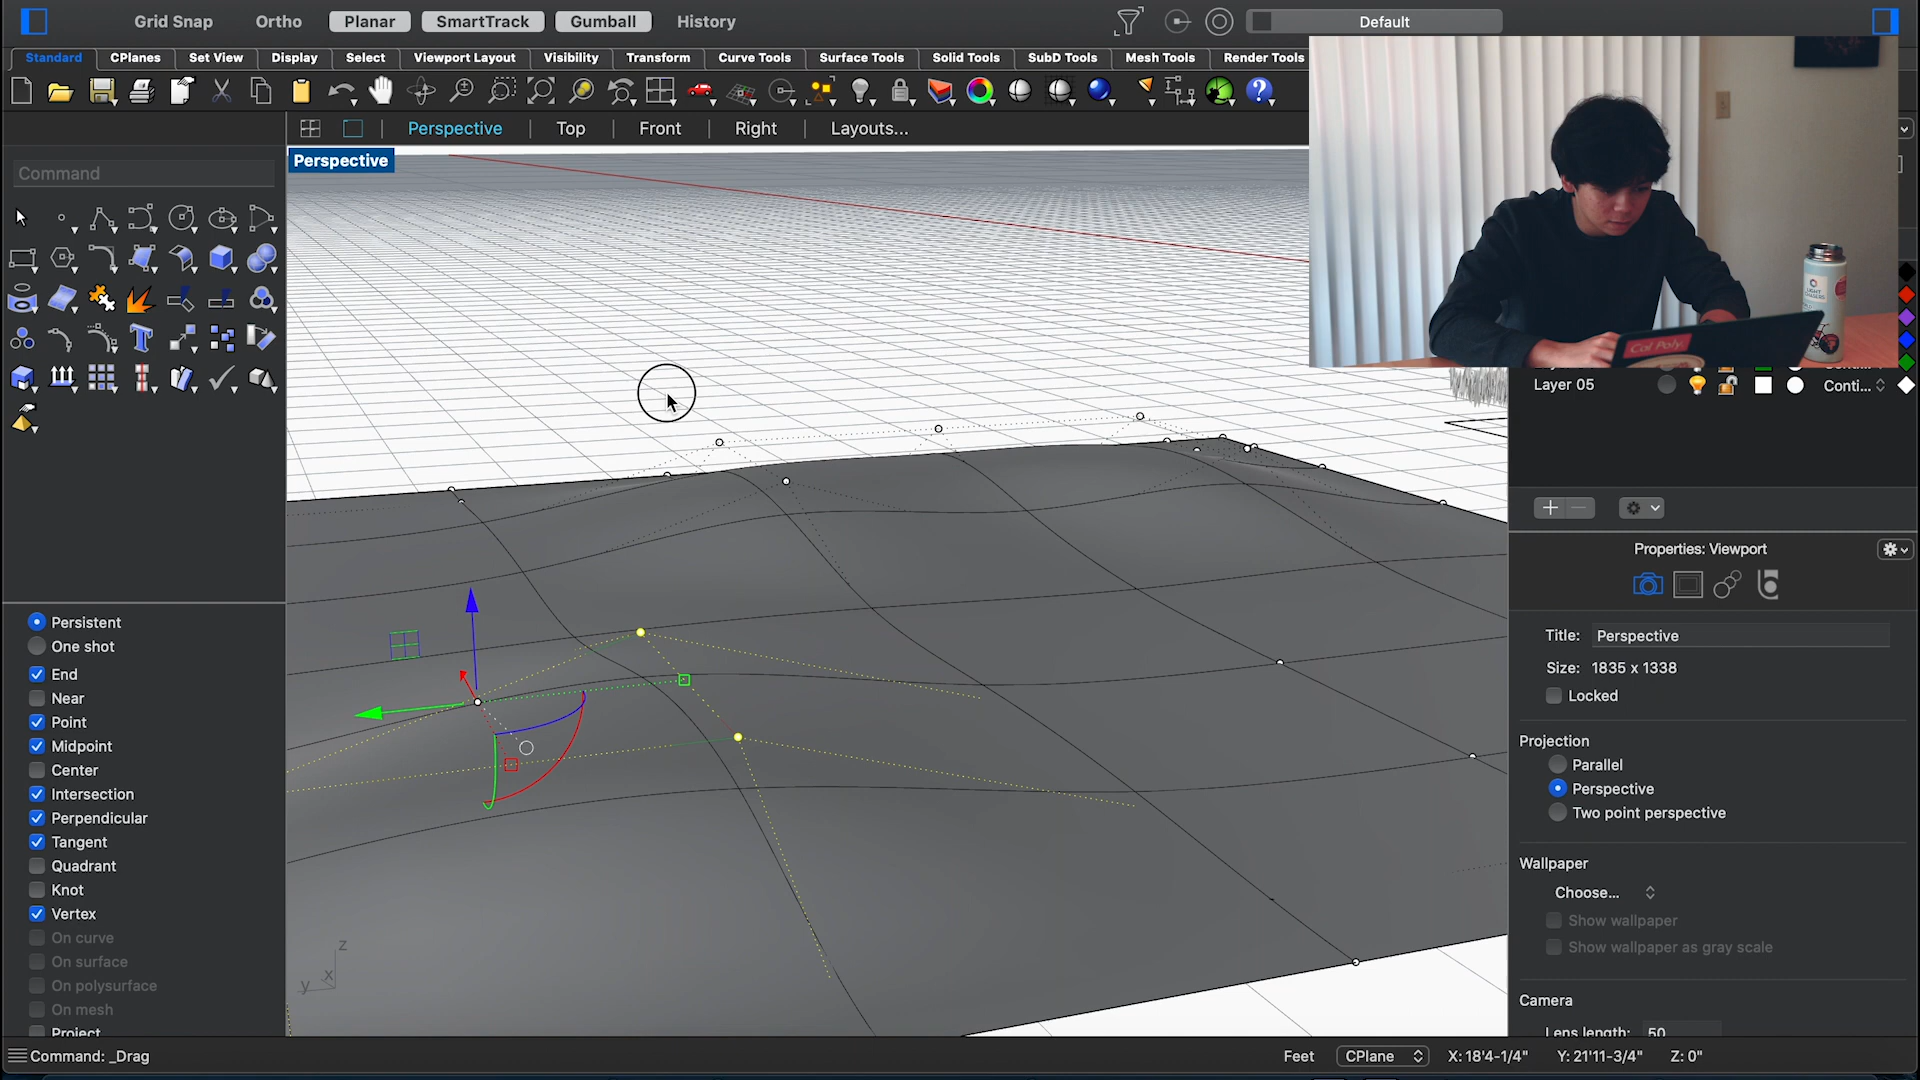 Grid Snap Ortho Planar SmartTrack Gumball History Default
Standard CPlanes Set View Display Select Viewport Layout Visibility Transform Curve Tools Surface Tools Solid Tools SubD Tools Mesh Tools Render Tools
Perspective Top Front Right Layouts...
Perspective
Command
LIGHT
Cal Poly
Layer 05 Conti...
Properties: Viewport
Title: Perspective
Size: 1835 x 1338
Locked
Projection
Parallel
Perspective
Two point perspective
Wallpaper
Choose...
Show wallpaper
Show wallpaper as gray scale
Camera
Lens length: 50
Persistent
One shot
End
Near
Point
Midpoint
Center
Intersection
Perpendicular
Tangent
Quadrant
Knot
Vertex
On curve
On surface
On polysurface
On mesh
Project
z
x
y
Command: _Drag
Feet CPlane X: 18'4-1/4" Y: 21'11-3/4" Z: 0"